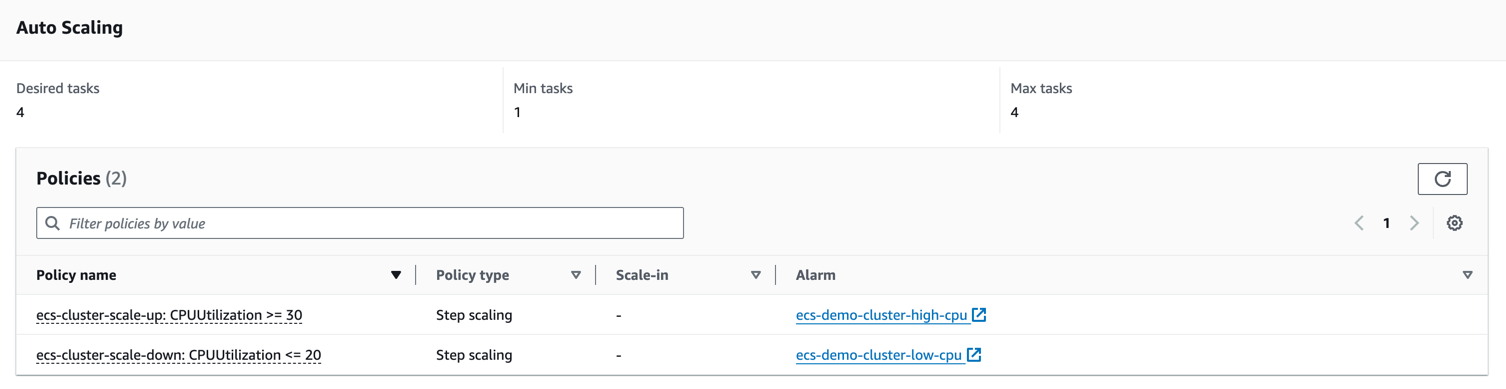 Auto Scaling
Desired tasks Min tasks Max tasks
4 1 4
Policies (2)
Filter policies by value
1
Policy name Policy type Scale-in Alarm
ecs-cluster-scale-up: CPUUtilization >= 30 Step scaling - ecs-demo-cluster-high-cpu
ecs-cluster-scale-down: CPUUtilization <= 20 Step scaling - ecs-demo-cluster-low-cpu